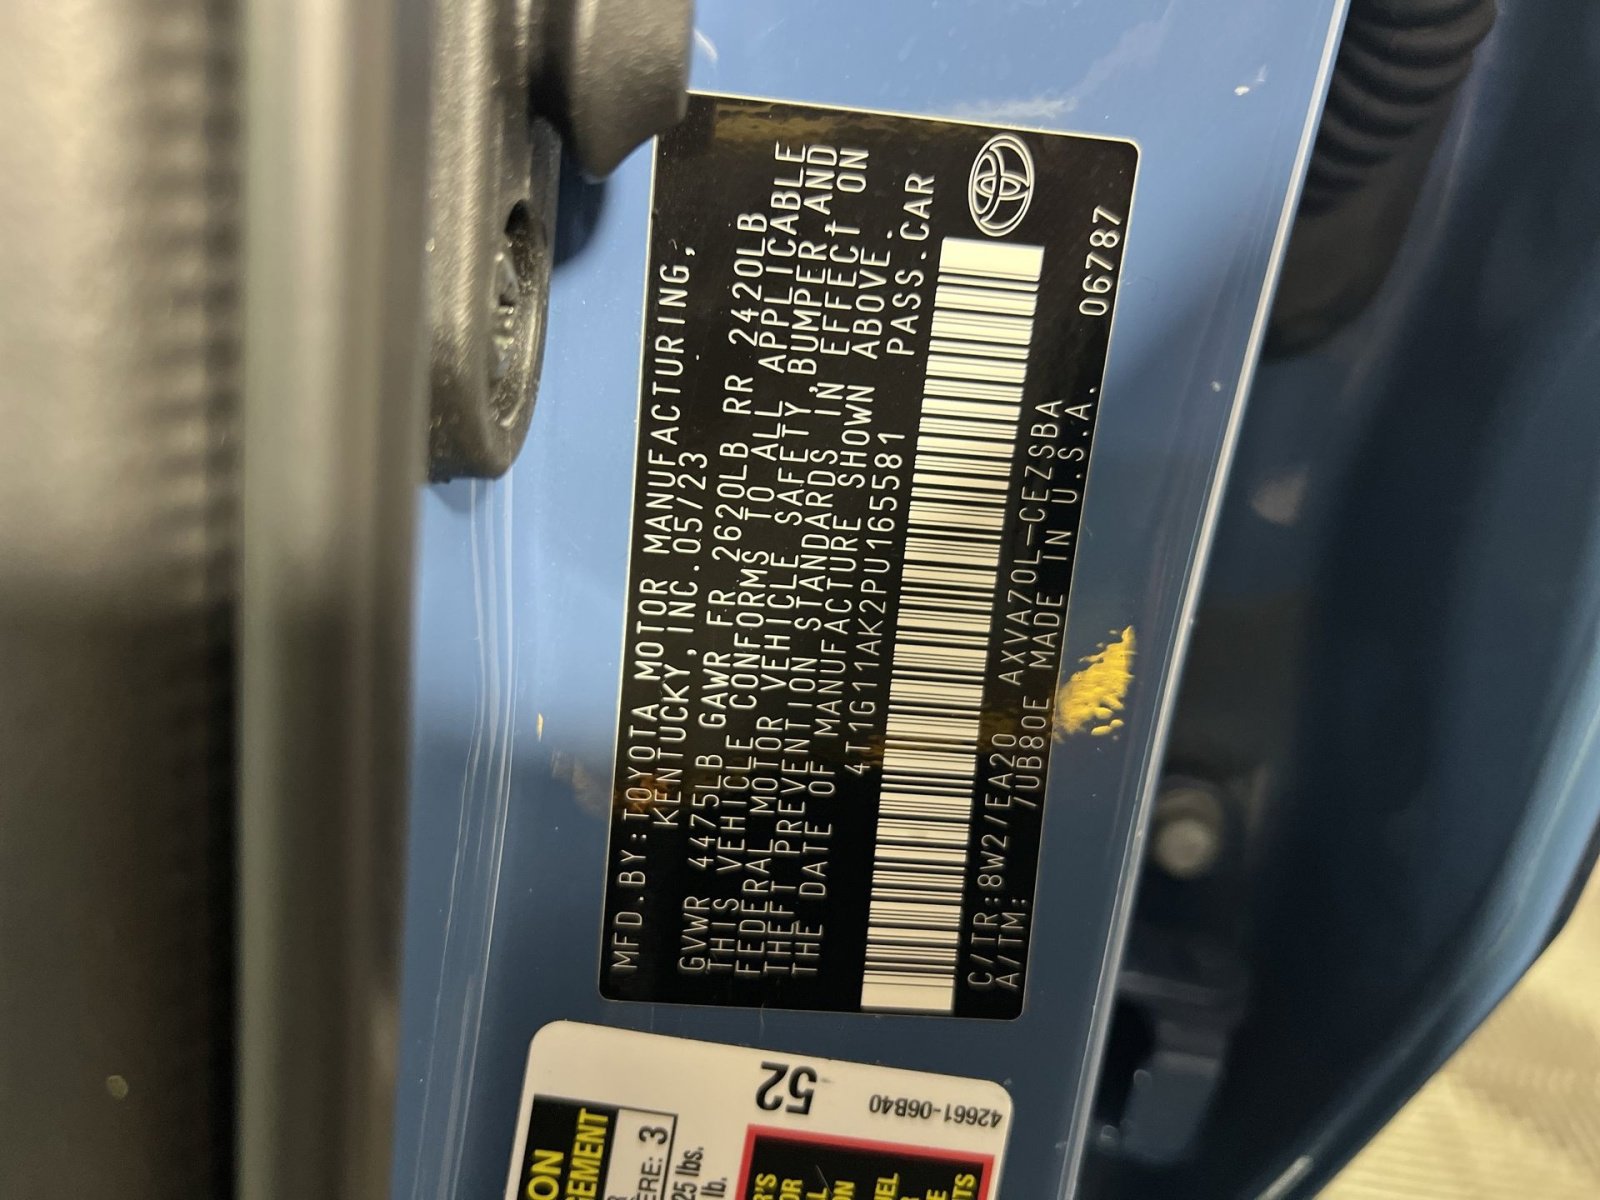 MFD.BY:TOYOTA MOTOR MANUFACTURING,
KENTUCKY,INC.05/23
GVWR 4475LB GAWR FR 2620LB RR 2420LB
THIS VEHICLE CONFORMS TO ALL APPLICABLE
FEDERAL MOTOR VEHICLE SAFETY,BUMPER AND
THEFT PREVENTION STANDARDS IN EFFECT ON
THE DATE OF MANUFACTURE SHOWN ABOVE.
4T1G11AK2PU165581 PASS.CAR
C/TR:8W2/EA20 AXVA70L-CEZSBA
A/TM: 7UB80E MADE IN U.S.A. 06787
52
42661-06B40